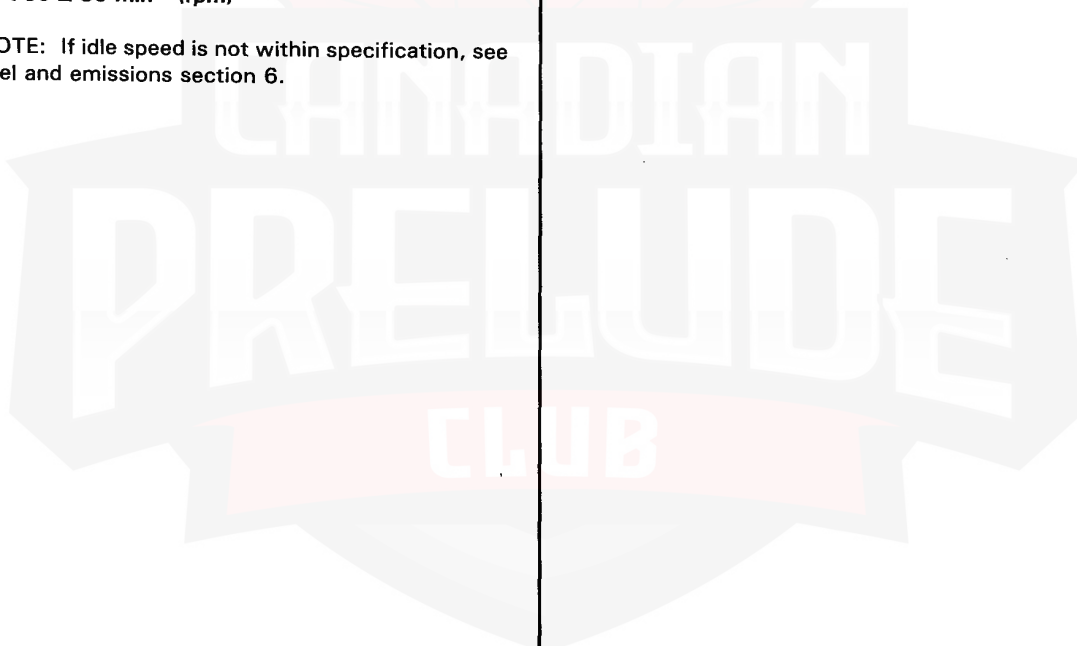 (rpm)
OTE: If idle speed is not within specification, see
el and emissions section 6.
CANADIAN
PRELUDE
CLUB